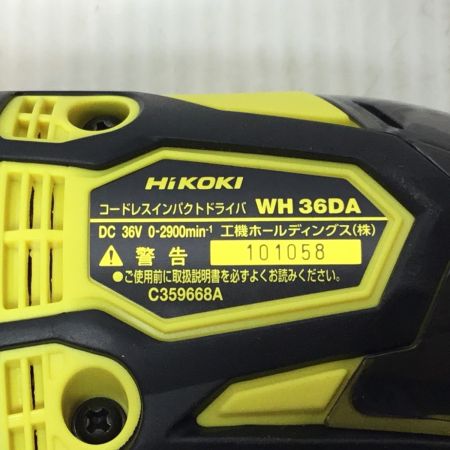 HiKOKI
コードレスインパクトドライバ WH 36DA
DC 36V 0-2900min-1 工機ホールディングス(株)
警告 101058
●ご使用前に取扱説明書を必ずよくお読みください。
C359668A